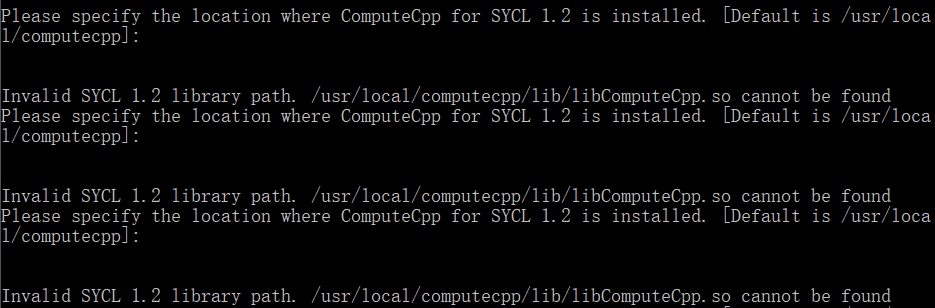 Please specify the location where ComputeCpp for SYCL 1.2 is installed. [Default is /usr/loca
l/computecpp]:
Invalid SYCL 1.2 library path. /usr/local/computecpp/lib/libComputeCpp.so cannot be found
Please specify the location where ComputeCpp for SYCL 1.2 is installed. [Default is /usr/loca
l/computecpp]:
Invalid SYCL 1.2 library path. /usr/local/computecpp/lib/libComputeCpp.so cannot be found
Please specify the location where ComputeCpp for SYCL 1.2 is installed. [Default is /usr/loca
l/computecpp]:
Invalid SYCL 1.2 library path. /usr/local/computecpp/lib/libComputeCpp.so cannot be found